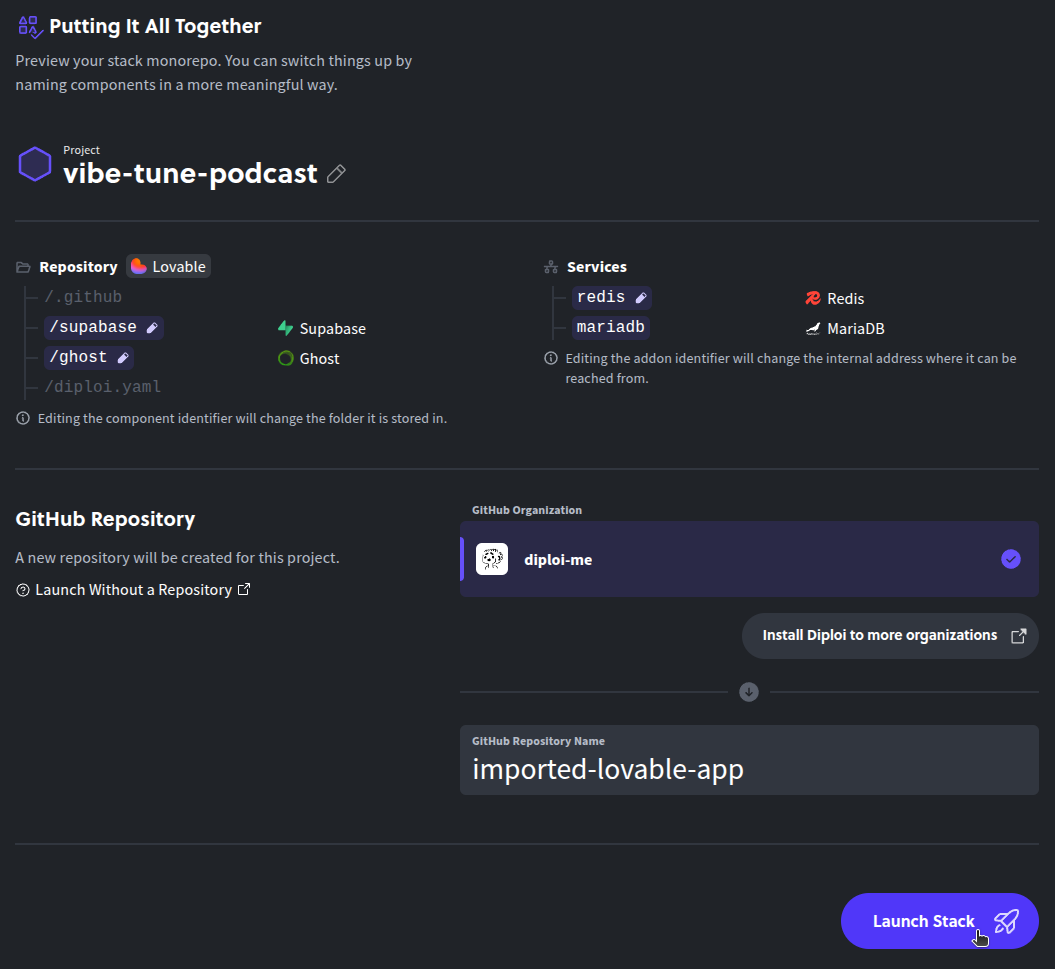 Putting It All Together
Preview your stack monorepo. You can switch things up by
naming components in a more meaningful way.
Project
vibe-tune-podcast
Repository Lovable
/.github
/supabase Supabase
/ghost Ghost
/diploi.yaml
Editing the component identifier will change the folder it is stored in.
Services
redis Redis
mariadb MariaDB
Editing the addon identifier will change the internal address where it can be
reached from.
GitHub Repository
A new repository will be created for this project.
Launch Without a Repository
GitHub Organization
diploi-me
Install Diploi to more organizations
GitHub Repository Name
imported-lovable-app
Launch Stack